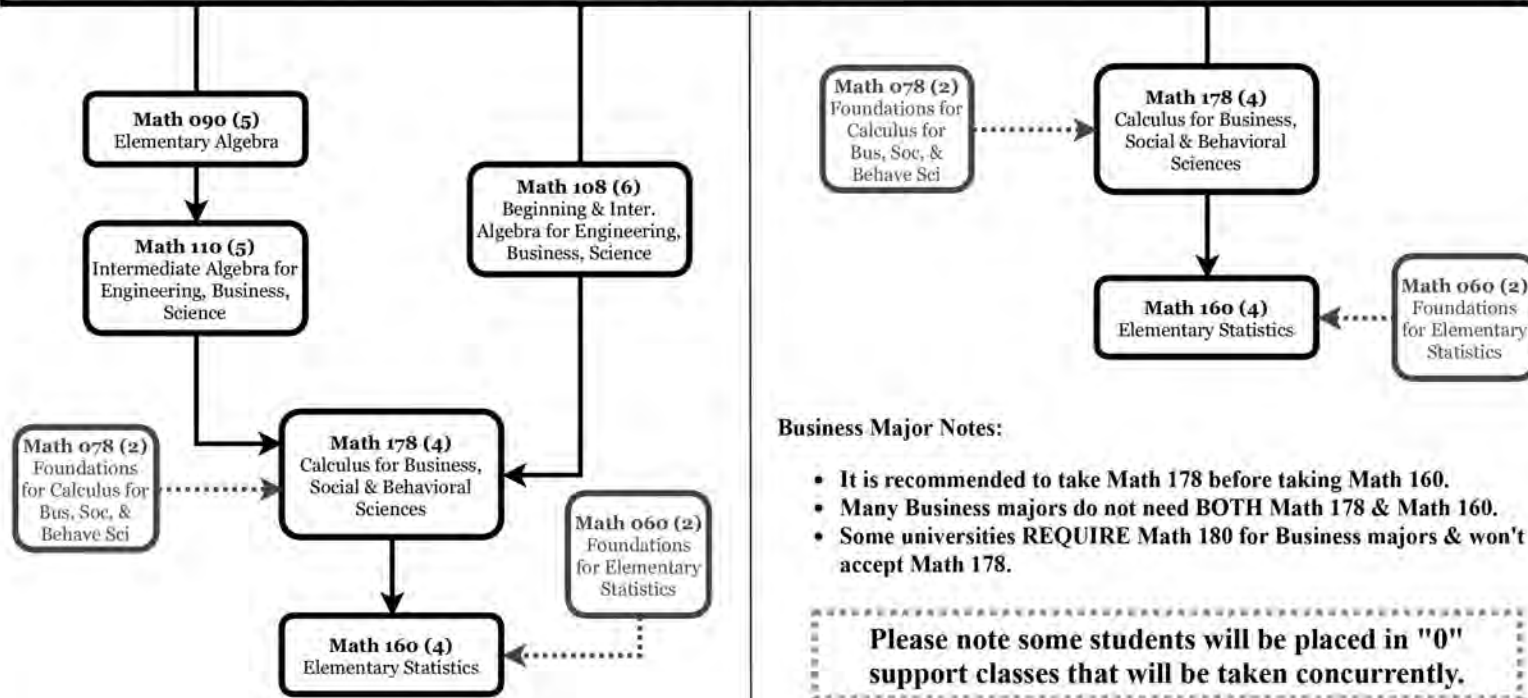 Math 090 (5)
Elementary Algebra
Math 110 (5)
Intermediate Algebra for
Engineering, Business,
Science
Math 108 (6)
Beginning & Inter.
Algebra for Engineering,
Business, Science
Math 078 (2)
Foundations
for Calculus for
Bus, Soc, &
Behave Sci
Math 178 (4)
Calculus for Business,
Social & Behavioral
Sciences
Math 060 (2)
Foundations
for Elementary
Statistics
Math 160 (4)
Elementary Statistics
Math 078 (2)
Foundations for
Calculus for
Bus, Soc, &
Behave Sci
Math 178 (4)
Calculus for Business,
Social & Behavioral
Sciences
Math 160 (4)
Elementary Statistics
Math 060 (2)
Foundations
for Elementary
Statistics
Business Major Notes:
• It is recommended to take Math 178 before taking Math 160.
• Many Business majors do not need BOTH Math 178 & Math 160.
• Some universities REQUIRE Math 180 for Business majors & won't
accept Math 178.
Please note some students will be placed in "0"
support classes that will be taken concurrently.